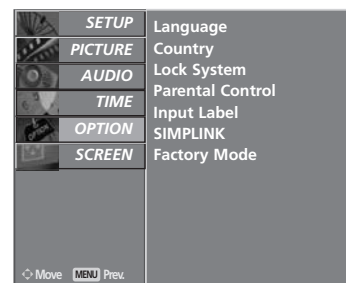 SETUP
PICTURE
AUDIO
TIME
OPTION
SCREEN
Move MENU Prev.
Language
Country
Lock System
Parental Control
Input Label
SIMPLINK
Factory Mode